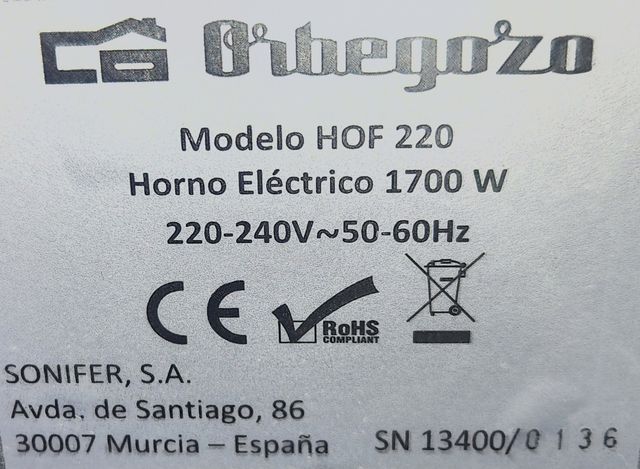 Orbegozo
Modelo HOF 220
Horno Eléctrico 1700 W
220-240V~50-60Hz
CE
RoHS
COMPLIANT
SONIFER, S.A.
Avda. de Santiago, 86
30007 Murcia – España
SN 13400/0136